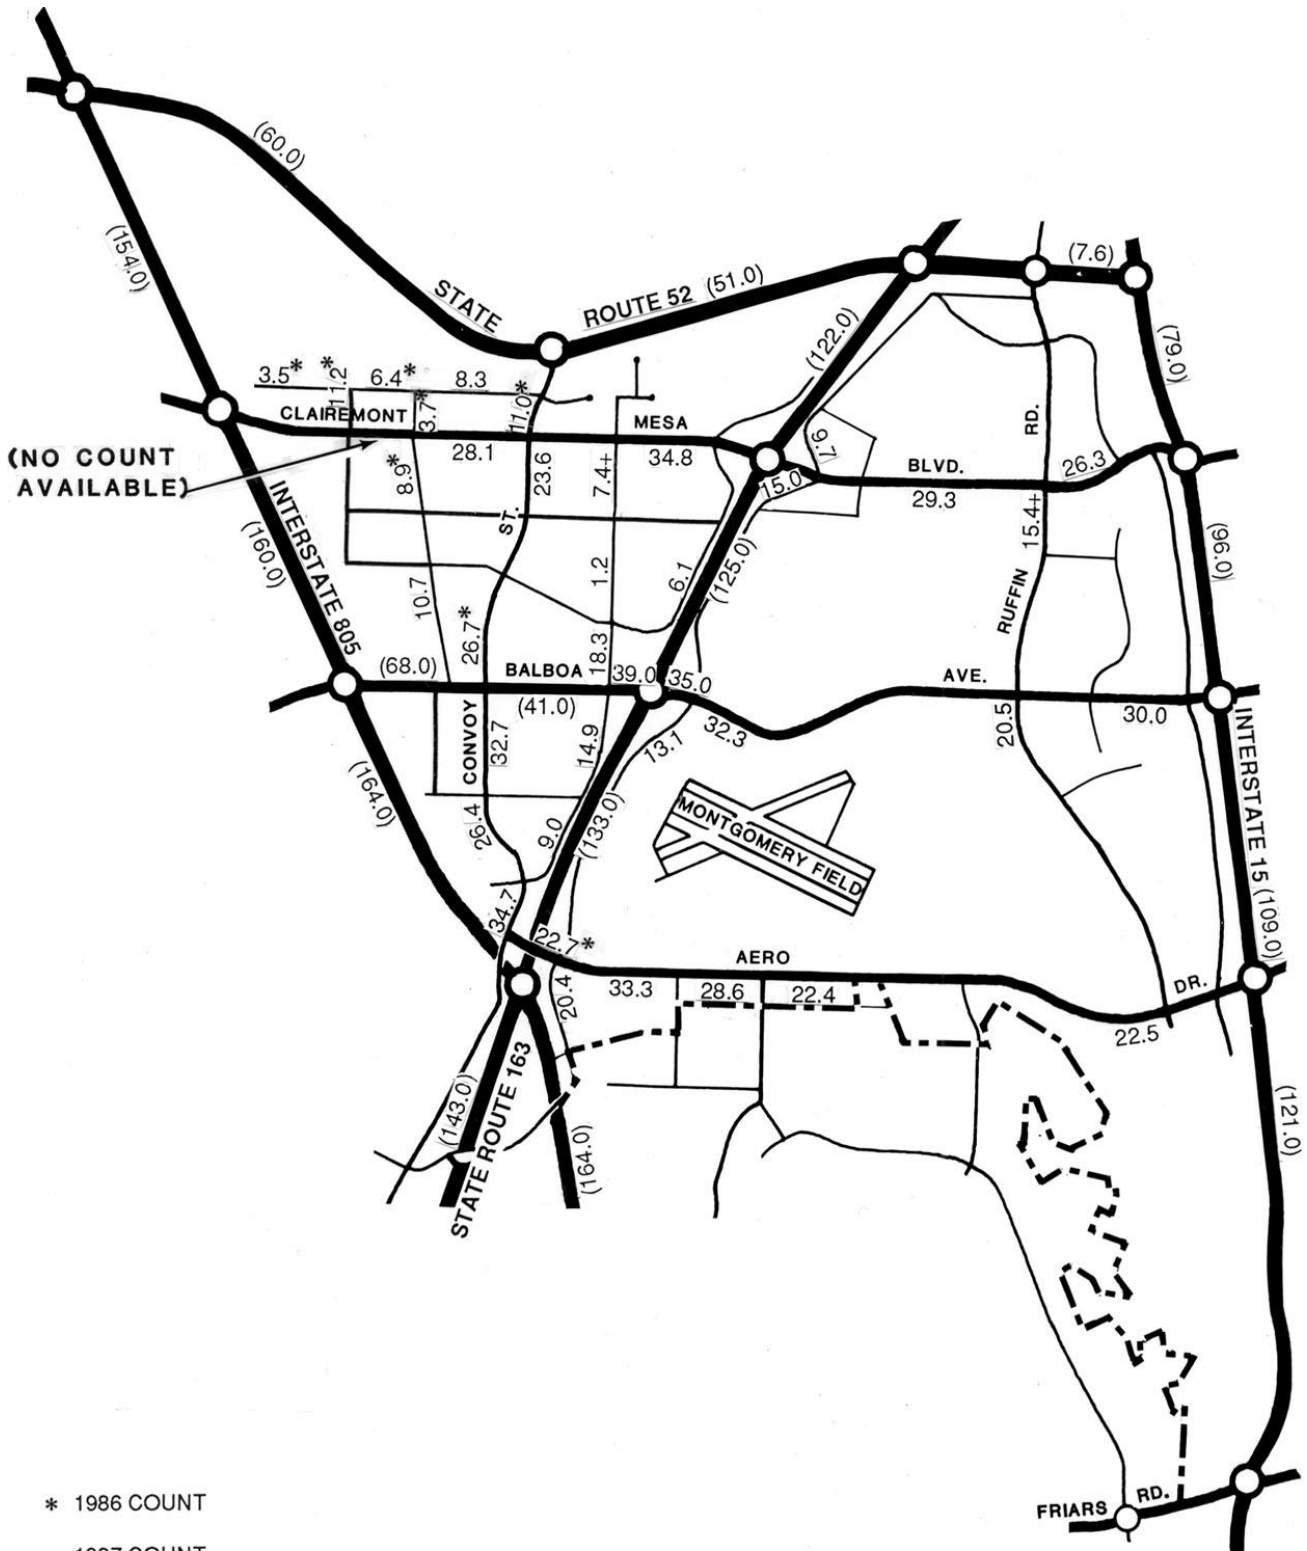 (60.0)
(154.0)
STATE
ROUTE 52 (51.0)
(7.6)
(122.0)
(79.0)
3.5*
*11.2
6.4*
3.7*
8.3
11.0*
CLAIREMONT
MESA
BLVD.
RD.
9.7
(NO COUNT
AVAILABLE)
8.9*
28.1
23.6
7.4+
34.8
15.0
29.3
26.3
15.4+
ST.
INTERSTATE 805
(160.0)
(125.0)
(96.0)
10.7
1.2
6.1
RUFFIN
26.7*
18.3
(68.0)
BALBOA
39.0
35.0
AVE.
(41.0)
32.3
30.0
20.5
CONVOY
32.7
14.9
13.1
INTERSTATE 15 (109.0)
(164.0)
26.4
9.0
(133.0)
MONTGOMERY FIELD
34.7
22.7*
AERO
20.4
33.3
28.6
22.4
DR.
22.5
STATE ROUTE 163
(143.0)
(164.0)
(121.0)
* 1986 COUNT
FRIARS RD.